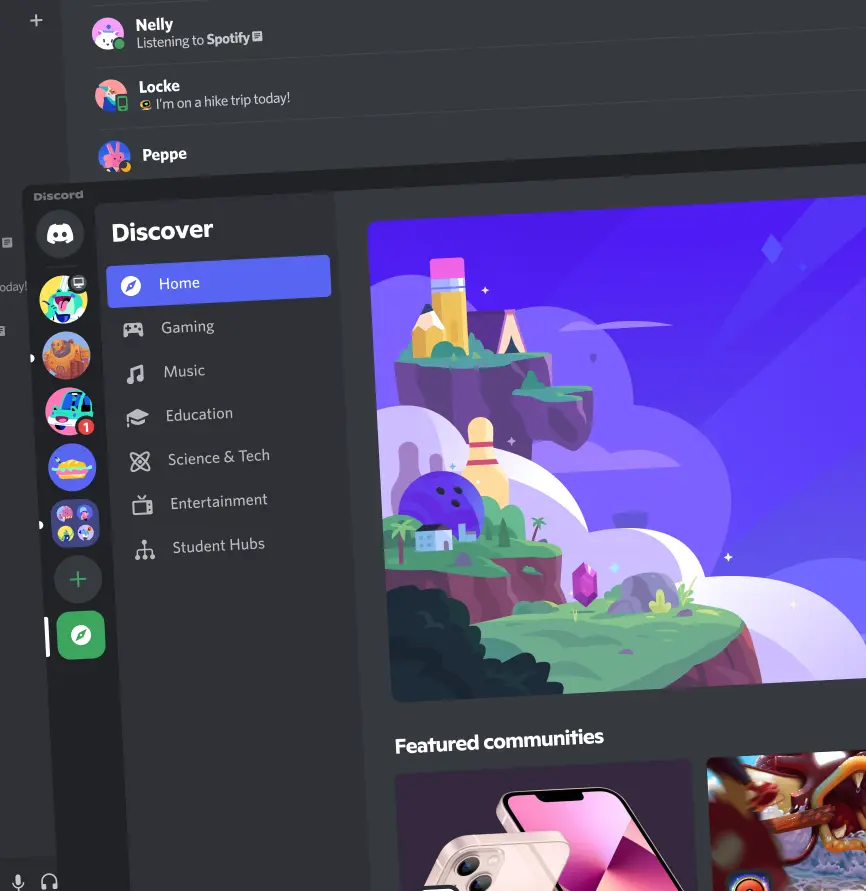 Nelly
Listening to Spotify
Locke
I'm on a hike trip today!
Peppe
Discord
Discover
Home
oday!
Gaming
Music
1
Education
Science & Tech
Entertainment
Student Hubs
Featured communities